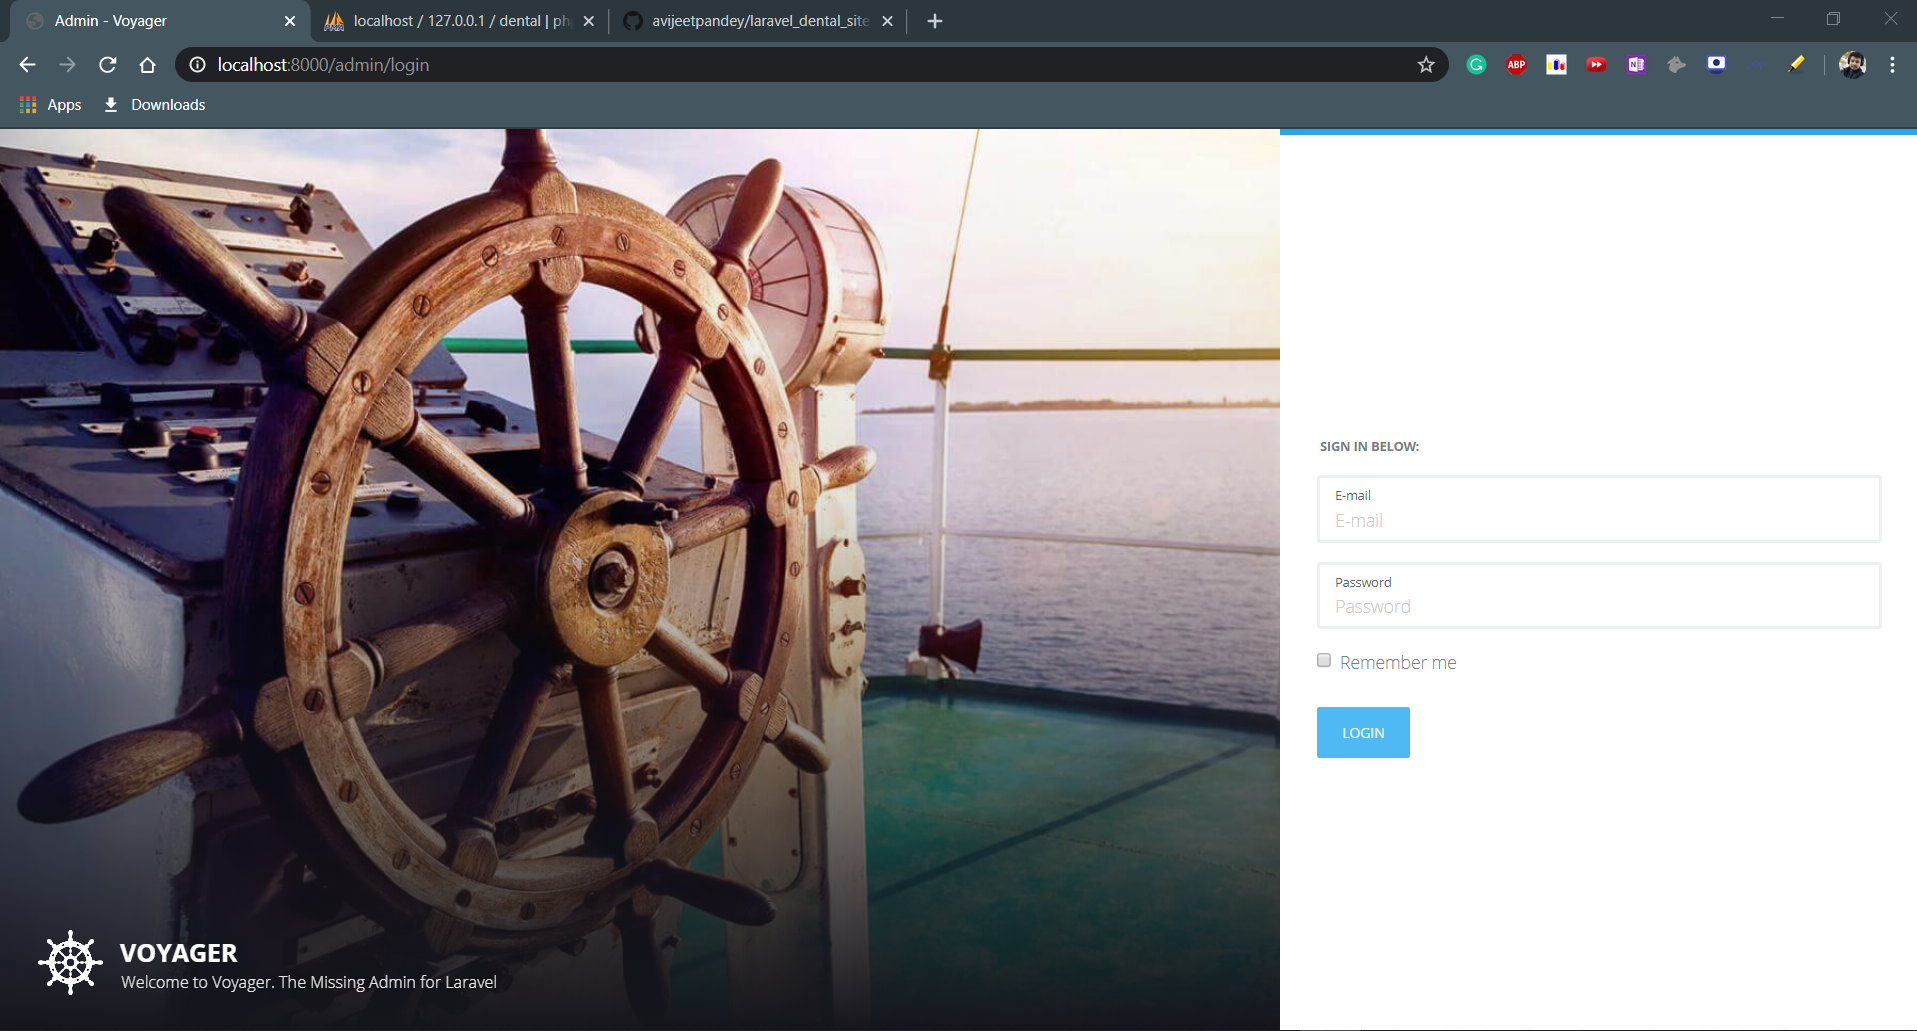 Admin - Voyager
localhost / 127.0.0.1 / dental | ph
avijeetpandey/laravel_dental_site
localhost:8000/admin/login
ABP
Apps
Downloads
SIGN IN BELOW:
E-mail
E-mail
Password
Password
Remember me
LOGIN
VOYAGER
Welcome to Voyager. The Missing Admin for Laravel